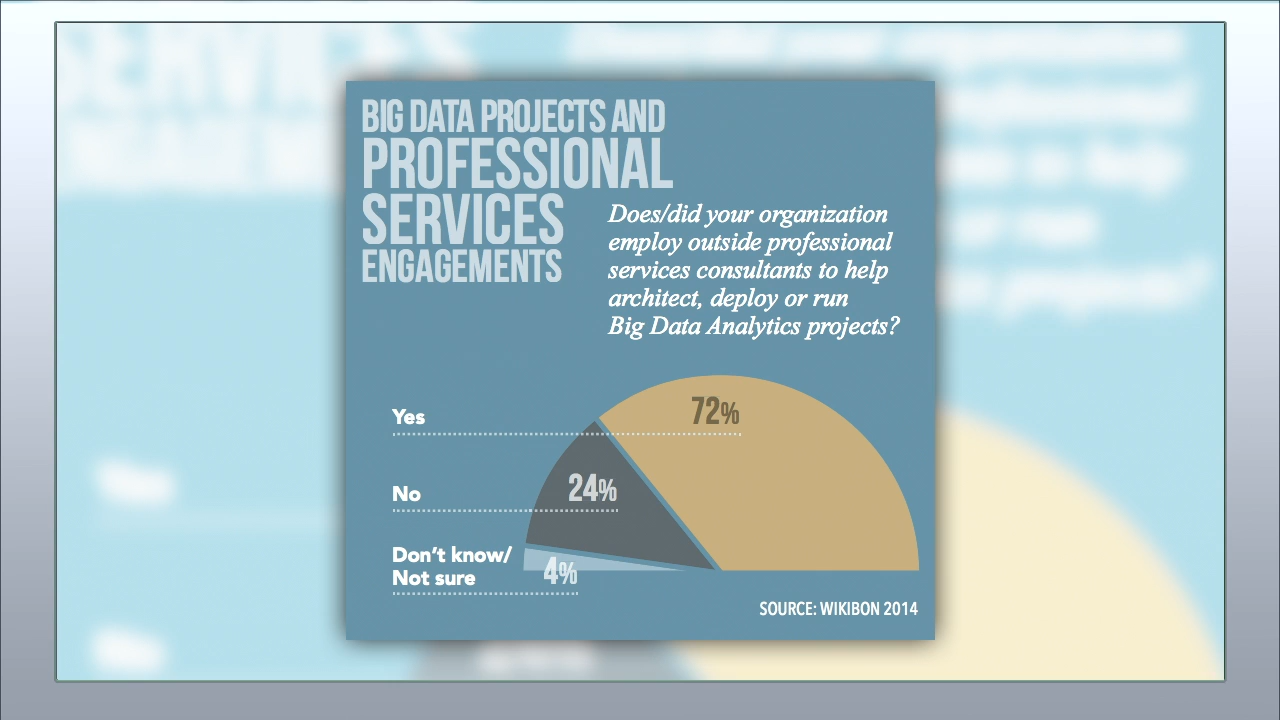 BIG DATA PROJECTS AND
PROFESSIONAL
SERVICES
ENGAGEMENTS
Does/did your organization
employ outside professional
services consultants to help
architect, deploy or run
Big Data Analytics projects?
Yes
72%
No
24%
Don't know/
Not sure
4%
SOURCE: WIKIBON 2014